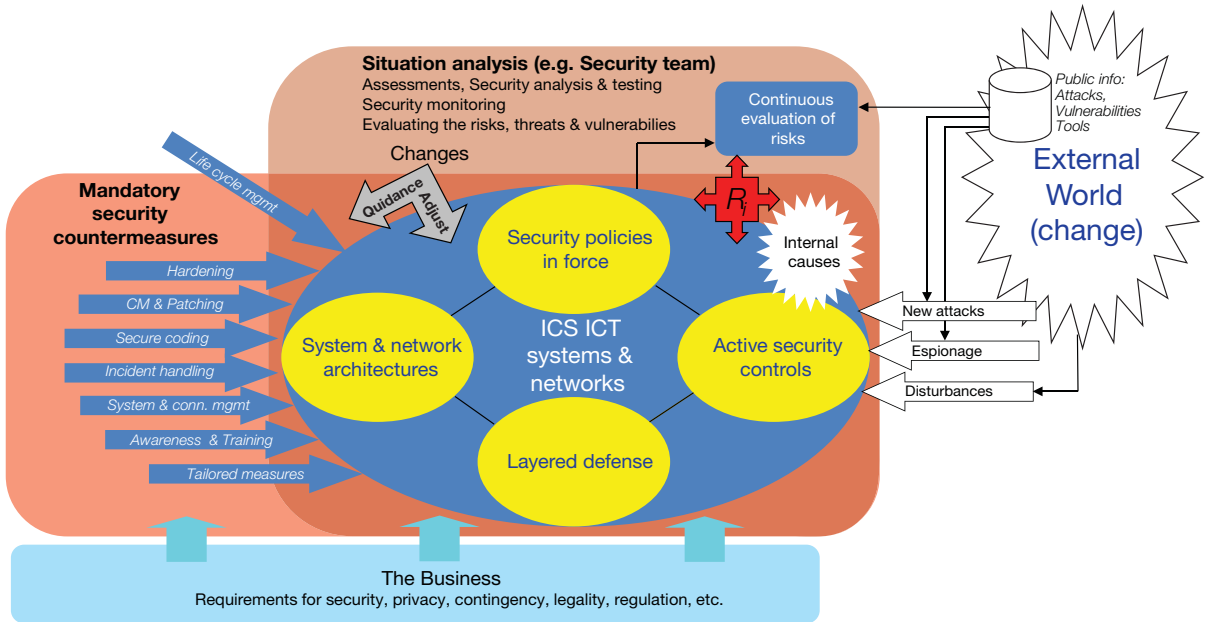 Situation analysis (e.g. Security team)
Assessments, Security analysis & testing
Security monitoring
Evaluating the risks, threats & vulnerabilies
Changes
Quidance
Adjust
Continuous
evaluation of
risks
Public info:
Attacks,
Vulnerabilities
Tools
External
World
(change)
Life cycle mgmt
Mandatory
security
countermeasures
Hardening
CM & Patching
Secure coding
Incident handling
System & conn. mgmt
Awareness & Training
Tailored measures
Rj
Internal
causes
Security policies
in force
System & network
architectures
ICS ICT
systems &
networks
Active security
controls
Layered defense
New attacks
Espionage
Disturbances
The Business
Requirements for security, privacy, contingency, legality, regulation, etc.